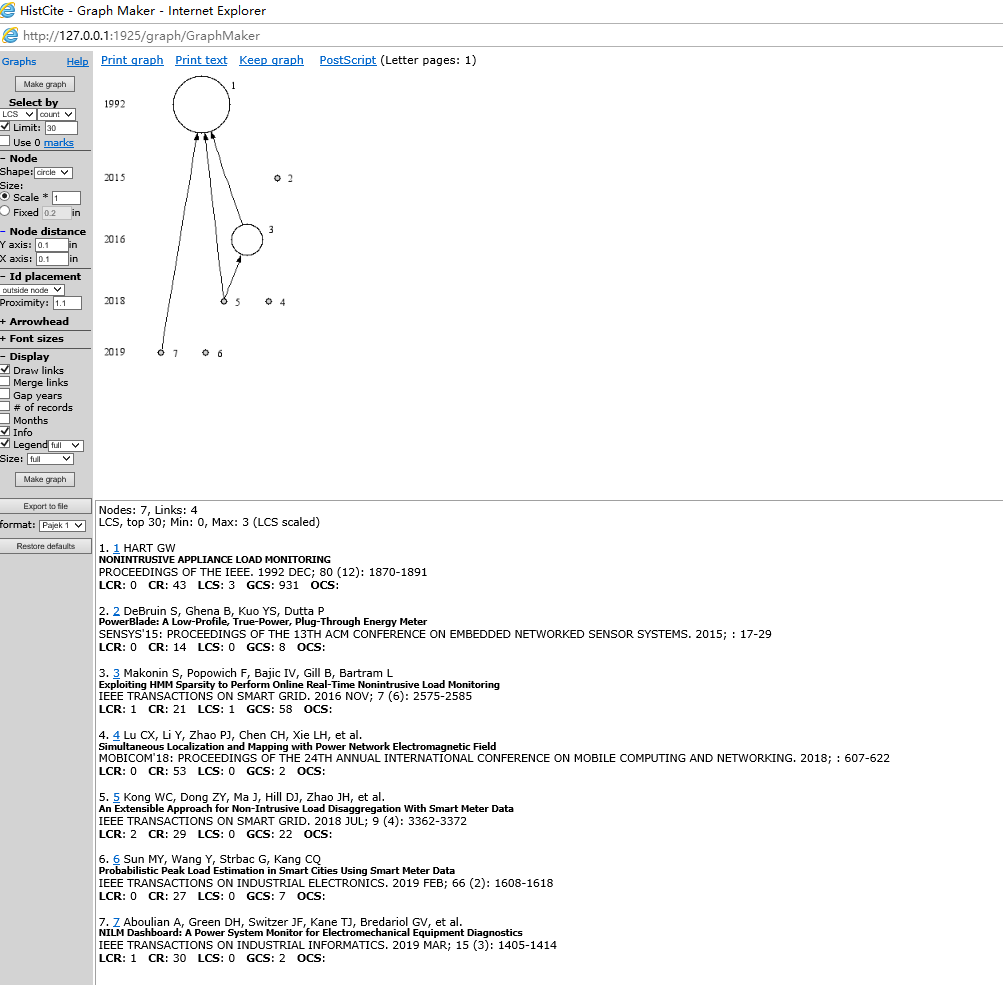 HistCite - Graph Maker - Internet Explorer
http://127.0.0.1:1925/graph/GraphMaker
Graphs Help
Make graph
Select by
LCS count
Limit: 30
Use 0 marks
− Node
Shape: circle
Size:
Scale * 1
Fixed 0.2 in
− Node distance
Y axis: 0.1 in
X axis: 0.1 in
− Id placement
outside node
Proximity: 1.1
+ Arrowhead
+ Font sizes
− Display
Draw links
Merge links
Gap years
# of records
Months
Info
Legend full
Size: full
Make graph
Export to file
format: Pajek 1
Restore defaults
Print graph Print text Keep graph PostScript (Letter pages: 1)
1992 1
2015 2
2016 3
2018 5 4
2019 7 6
Nodes: 7, Links: 4
LCS, top 30; Min: 0, Max: 3 (LCS scaled)
1. 1 HART GW
NONINTRUSIVE APPLIANCE LOAD MONITORING
PROCEEDINGS OF THE IEEE. 1992 DEC; 80 (12): 1870-1891
LCR: 0 CR: 43 LCS: 3 GCS: 931 OCS:
2. 2 DeBruin S, Ghena B, Kuo YS, Dutta P
PowerBlade: A Low-Profile, True-Power, Plug-Through Energy Meter
SENSYS'15: PROCEEDINGS OF THE 13TH ACM CONFERENCE ON EMBEDDED NETWORKED SENSOR SYSTEMS. 2015; : 17-29
LCR: 0 CR: 14 LCS: 0 GCS: 8 OCS:
3. 3 Makonin S, Popowich F, Bajic IV, Gill B, Bartram L
Exploiting HMM Sparsity to Perform Online Real-Time Nonintrusive Load Monitoring
IEEE TRANSACTIONS ON SMART GRID. 2016 NOV; 7 (6): 2575-2585
LCR: 1 CR: 21 LCS: 1 GCS: 58 OCS:
4. 4 Lu CX, Li Y, Zhao PJ, Chen CH, Xie LH, et al.
Simultaneous Localization and Mapping with Power Network Electromagnetic Field
MOBICOM'18: PROCEEDINGS OF THE 24TH ANNUAL INTERNATIONAL CONFERENCE ON MOBILE COMPUTING AND NETWORKING. 2018; : 607-622
LCR: 0 CR: 53 LCS: 0 GCS: 2 OCS:
5. 5 Kong WC, Dong ZY, Ma J, Hill DJ, Zhao JH, et al.
An Extensible Approach for Non-Intrusive Load Disaggregation With Smart Meter Data
IEEE TRANSACTIONS ON SMART GRID. 2018 JUL; 9 (4): 3362-3372
LCR: 2 CR: 29 LCS: 0 GCS: 22 OCS:
6. 6 Sun MY, Wang Y, Strbac G, Kang CQ
Probabilistic Peak Load Estimation in Smart Cities Using Smart Meter Data
IEEE TRANSACTIONS ON INDUSTRIAL ELECTRONICS. 2019 FEB; 66 (2): 1608-1618
LCR: 0 CR: 27 LCS: 0 GCS: 7 OCS:
7. 7 Aboulian A, Green DH, Switzer JF, Kane TJ, Bredariol GV, et al.
NILM Dashboard: A Power System Monitor for Electromechanical Equipment Diagnostics
IEEE TRANSACTIONS ON INDUSTRIAL INFORMATICS. 2019 MAR; 15 (3): 1405-1414
LCR: 1 CR: 30 LCS: 0 GCS: 2 OCS: